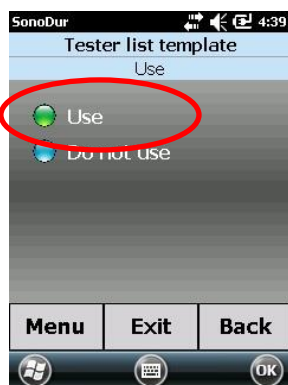 SonoDur 4:39
Tester list template
Use
Use
Do not use
Menu Exit Back
OK